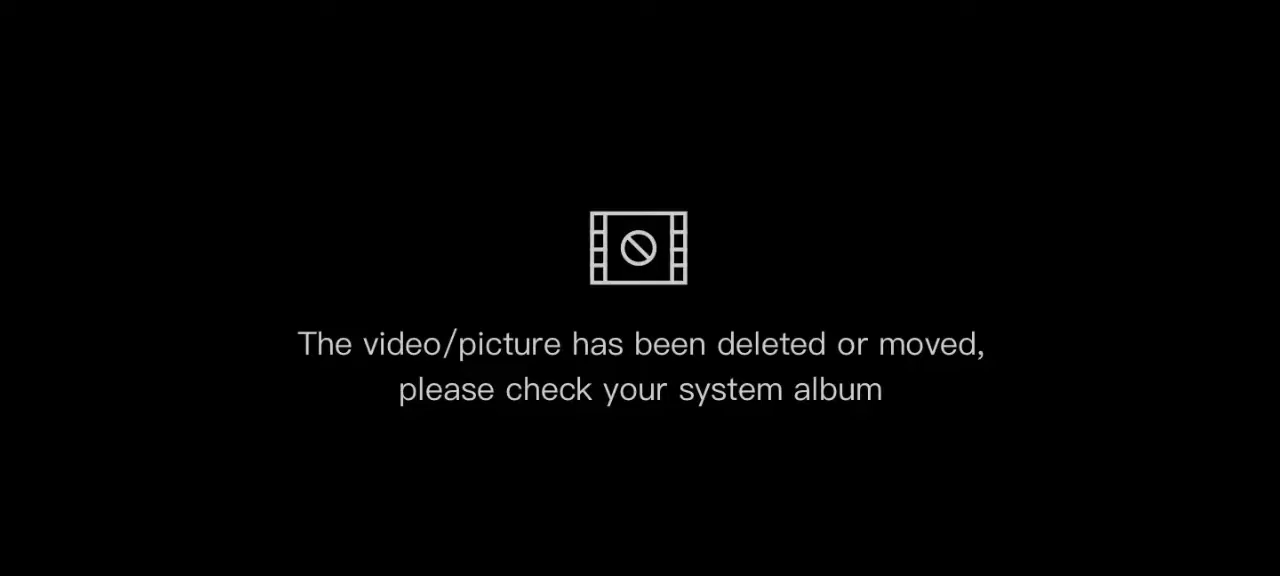 The video/picture has been deleted or moved,
please check your system album